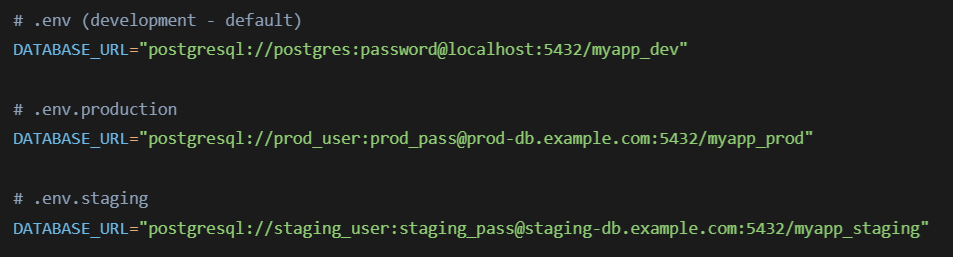 # .env (development - default)
DATABASE_URL="postgresql://postgres:password@localhost:5432/myapp_dev"
# .env.production
DATABASE_URL="postgresql://prod_user:prod_pass@prod-db.example.com:5432/myapp_prod"
# .env.staging
DATABASE_URL="postgresql://staging_user:staging_pass@staging-db.example.com:5432/myapp_staging"